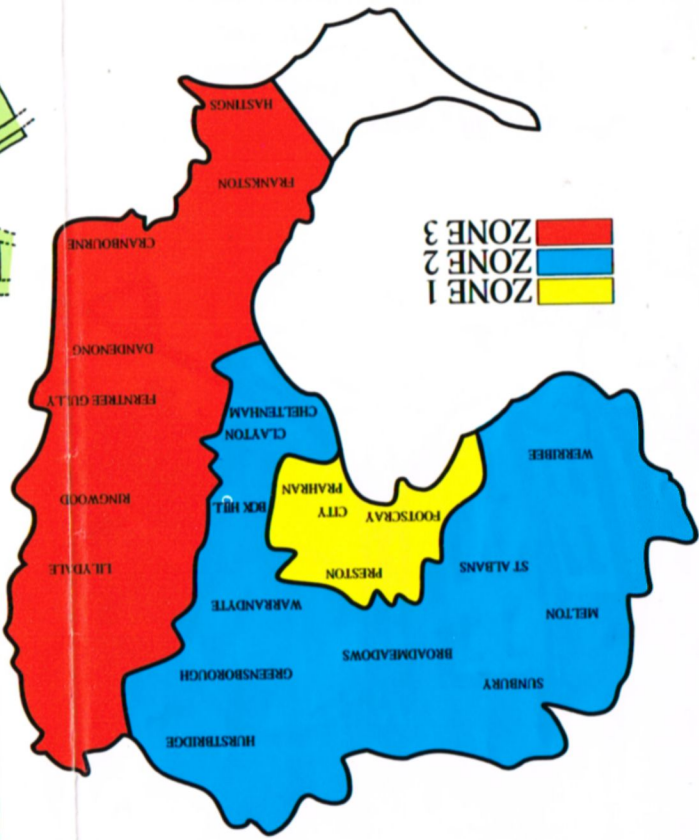 HURSTBRIDGE
SUNBURY
GREENSBOROUGH
BROADMEADOWS
MELTON
WARRANDYTE
PRESTON
ST ALBANS
LILYDALE
FOOTSCRAY
CITY
BOX HILL
RINGWOOD
PRAHRAN
WERRIBEE
CLAYTON
CHELTENHAM
FERNTREE GULLY
DANDENONG
ZONE 1
ZONE 2
ZONE 3
CRANBOURNE
FRANKSTON
HASTINGS